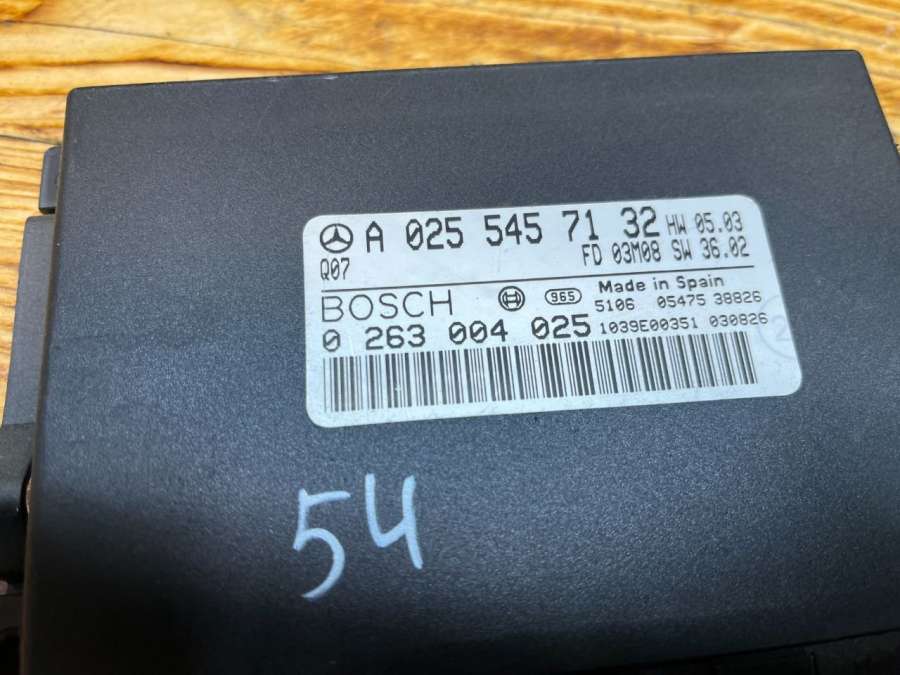 A 025 545 71 32 HW 05.03
Q07 FD 03M08 SW 36.02
BOSCH 965 Made in Spain
5106 05475 38826
0 263 004 025 1039E00351 030826
2
54